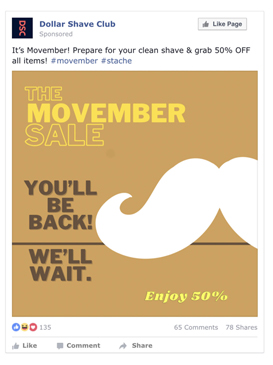 DSC
Dollar Shave Club
Sponsored
Like Page
It's Movember! Prepare for your clean shave & grab 50% OFF
all items! #movember #stache
THE
MOVEMBER
SALE
YOU'LL
BE
BACK!
WE'LL
WAIT.
Enjoy 50%
135
65 Comments 78 Shares
Like Comment Share